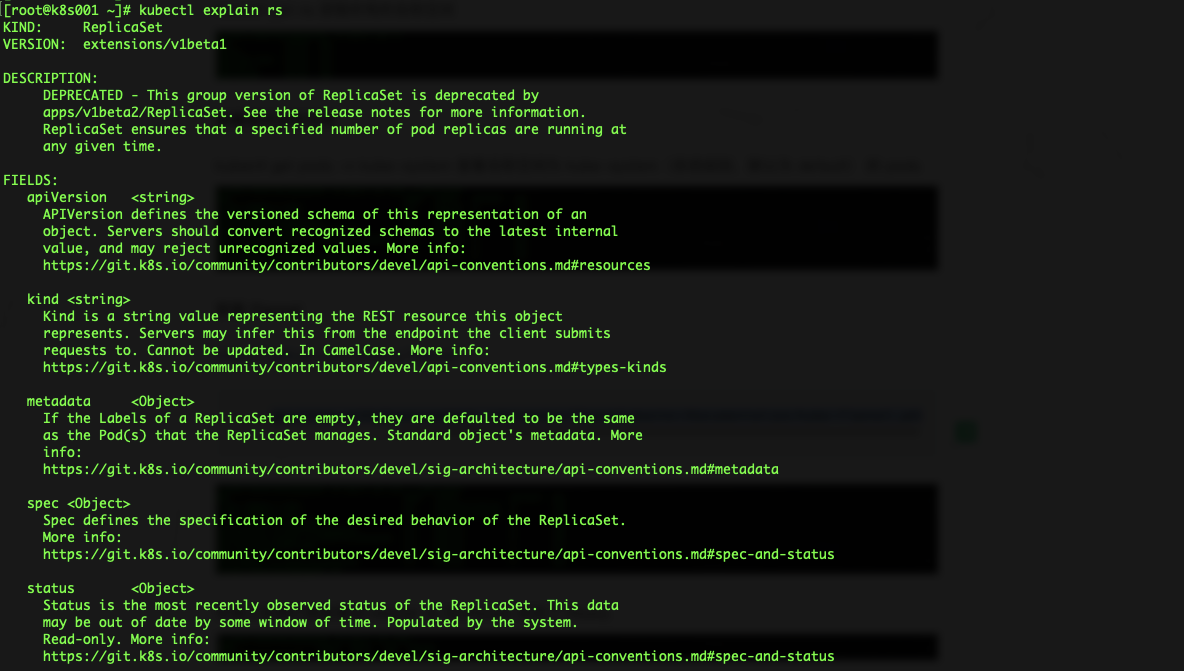 [root@k8s001 ~]# kubectl explain rs
KIND:     ReplicaSet
VERSION:  extensions/v1beta1
DESCRIPTION:
DEPRECATED - This group version of ReplicaSet is deprecated by
apps/v1beta2/ReplicaSet. See the release notes for more information.
ReplicaSet ensures that a specified number of pod replicas are running at
any given time.
FIELDS:
apiVersion   <string>
APIVersion defines the versioned schema of this representation of an
object. Servers should convert recognized schemas to the latest internal
value, and may reject unrecognized values. More info:
https://git.k8s.io/community/contributors/devel/api-conventions.md#resources
kind <string>
Kind is a string value representing the REST resource this object
represents. Servers may infer this from the endpoint the client submits
requests to. Cannot be updated. In CamelCase. More info:
https://git.k8s.io/community/contributors/devel/api-conventions.md#types-kinds
metadata     <Object>
If the Labels of a ReplicaSet are empty, they are defaulted to be the same
as the Pod(s) that the ReplicaSet manages. Standard object's metadata. More
info:
https://git.k8s.io/community/contributors/devel/sig-architecture/api-conventions.md#metadata
spec <Object>
Spec defines the specification of the desired behavior of the ReplicaSet.
More info:
https://git.k8s.io/community/contributors/devel/sig-architecture/api-conventions.md#spec-and-status
status       <Object>
Status is the most recently observed status of the ReplicaSet. This data
may be out of date by some window of time. Populated by the system.
Read-only. More info:
https://git.k8s.io/community/contributors/devel/sig-architecture/api-conventions.md#spec-and-status